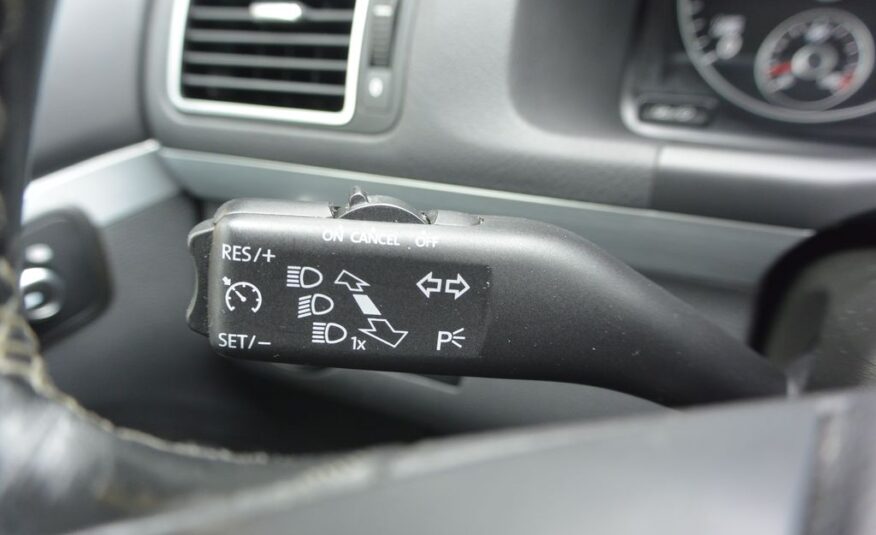 ON CANCEL OFF
RES/+
SET/−
1x
P